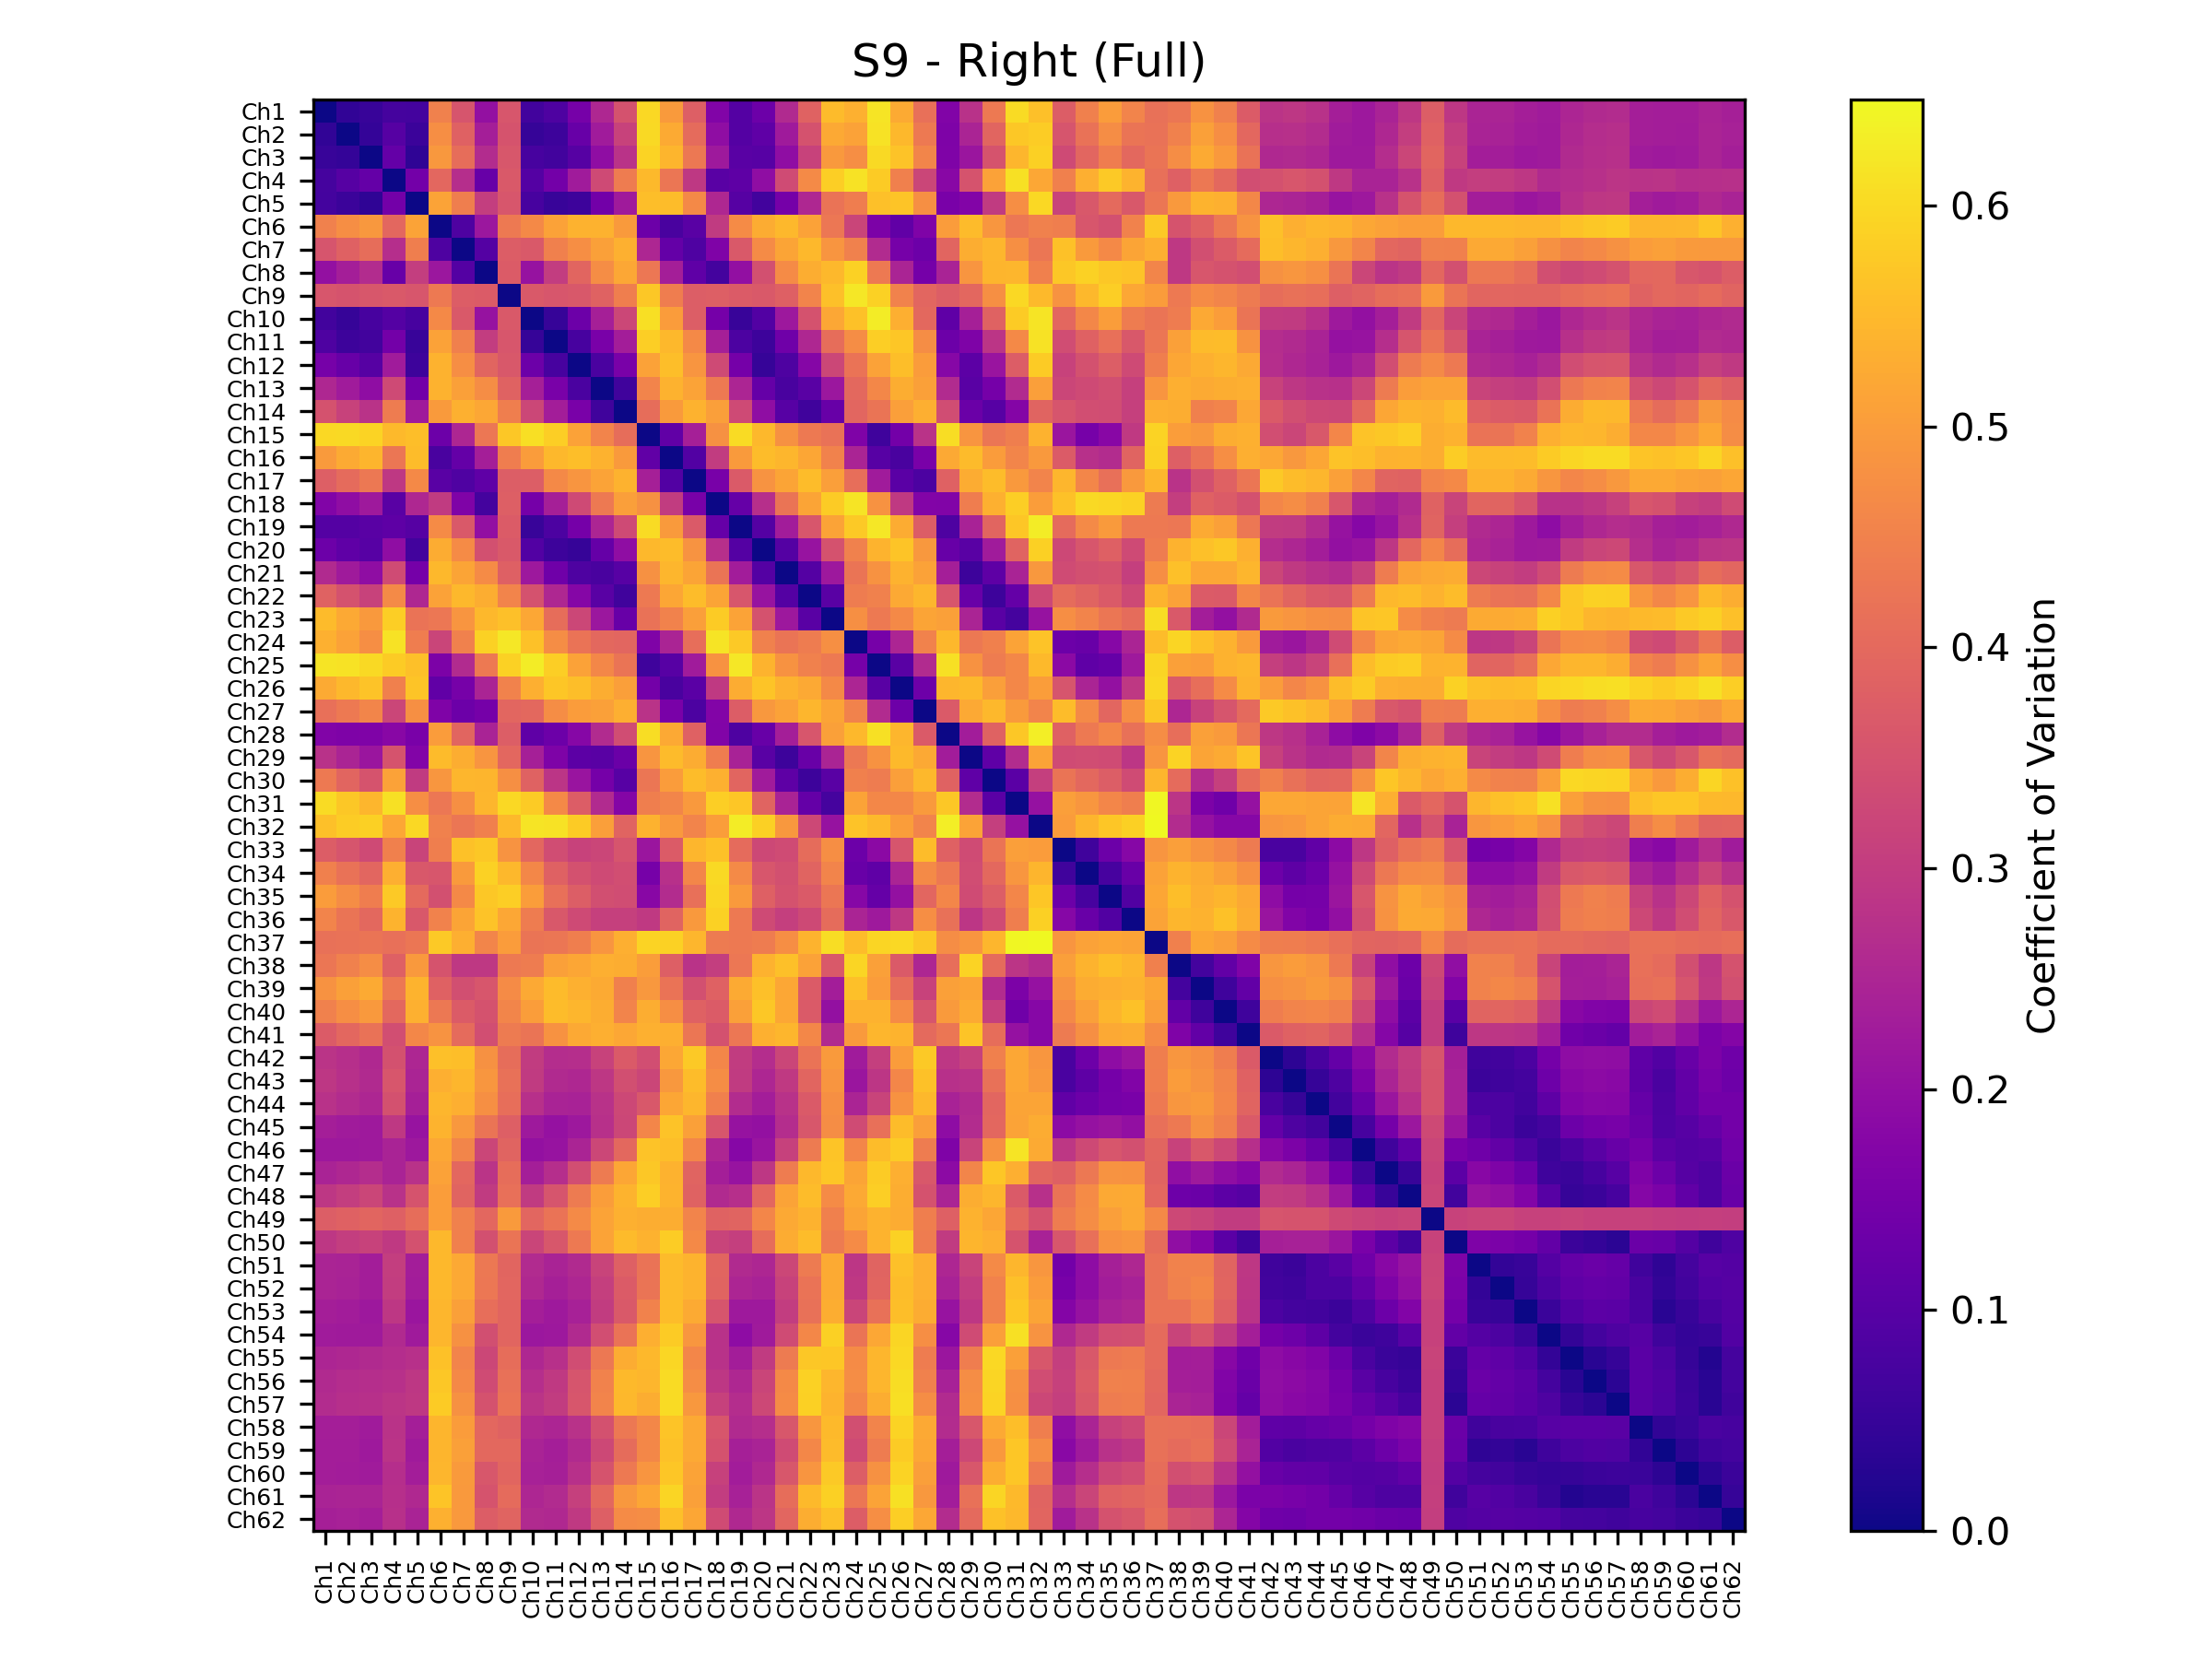 S9 - Right (Full)
Ch1
Ch2
Ch3
Ch4
Ch5
Ch6
Ch7
Ch8
Ch9
Ch10
Ch11
Ch12
Ch13
Ch14
Ch15
Ch16
Ch17
Ch18
Ch19
Ch20
Ch21
Ch22
Ch23
Ch24
Ch25
Ch26
Ch27
Ch28
Ch29
Ch30
Ch31
Ch32
Ch33
Ch34
Ch35
Ch36
Ch37
Ch38
Ch39
Ch40
Ch41
Ch42
Ch43
Ch44
Ch45
Ch46
Ch47
Ch48
Ch49
Ch50
Ch51
Ch52
Ch53
Ch54
Ch55
Ch56
Ch57
Ch58
Ch59
Ch60
Ch61
Ch62
Ch1
Ch2
Ch3
Ch4
Ch5
Ch6
Ch7
Ch8
Ch9
Ch10
Ch11
Ch12
Ch13
Ch14
Ch15
Ch16
Ch17
Ch18
Ch19
Ch20
Ch21
Ch22
Ch23
Ch24
Ch25
Ch26
Ch27
Ch28
Ch29
Ch30
Ch31
Ch32
Ch33
Ch34
Ch35
Ch36
Ch37
Ch38
Ch39
Ch40
Ch41
Ch42
Ch43
Ch44
Ch45
Ch46
Ch47
Ch48
Ch49
Ch50
Ch51
Ch52
Ch53
Ch54
Ch55
Ch56
Ch57
Ch58
Ch59
Ch60
Ch61
Ch62
0.6
0.5
0.4
0.3
0.2
0.1
0.0
Coefficient of Variation